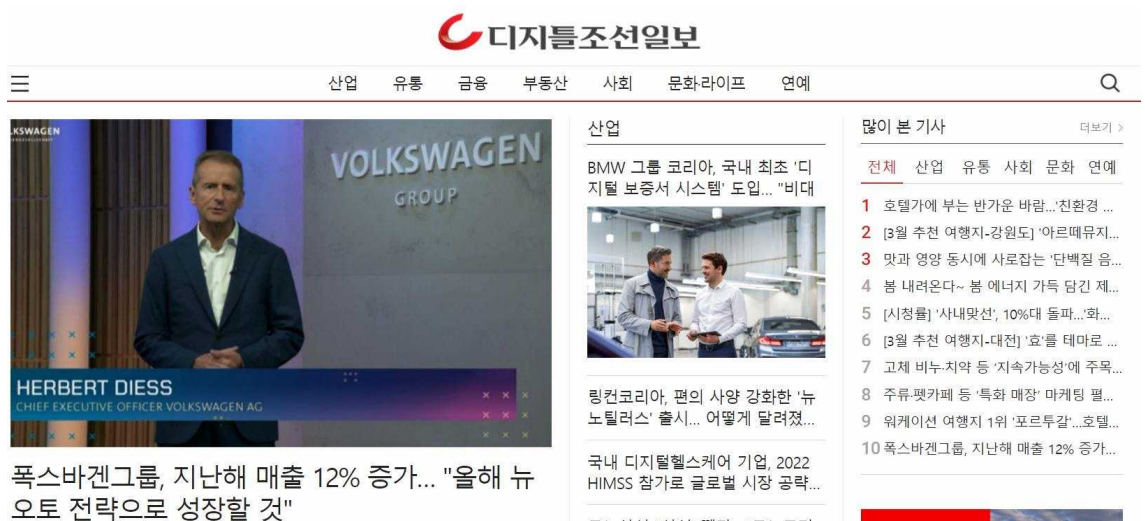 디지틀조선일보
산업 유통 금융 부동산 사회 문화·라이프 연예
KSWAGEN
VOLKSWAGEN
GROUP
HERBERT DIESS
CHIEF EXECUTIVE OFFICER VOLKSWAGEN AG
폭스바겐그룹, 지난해 매출 12% 증가... "올해 뉴
오토 전략으로 성장할 것"
산업
BMW 그룹 코리아, 국내 최초 '디
지털 보증서 시스템' 도입... "비대
링컨코리아, 편의 사양 강화한 '뉴
노틸러스' 출시... 어떻게 달려졌...
국내 디지털헬스케어 기업, 2022
HIMSS 참가로 글로벌 시장 공략...
많이 본 기사 더보기 >
전체 산업 유통 사회 문화 연예
1 호텔가에 부는 반가운 바람...'친환경 ...
2 [3월 추천 여행지-강원도] '아르떼뮤지...
3 맛과 영양 동시에 사로잡는 '단백질 음...
4 봄 내려온다~ 봄 에너지 가득 담긴 제...
5 [시청률] '사내맞선', 10%대 돌파...'화...
6 [3월 추천 여행지-대전] '효'를 테마로 ...
7 고체 비누·치약 등 '지속가능성'에 주목...
8 주류·펫카페 등 '특화 매장' 마케팅 펼...
9 워케이션 여행지 1위 '포르투갈'...호텔...
10 폭스바겐그룹, 지난해 매출 12% 증가...